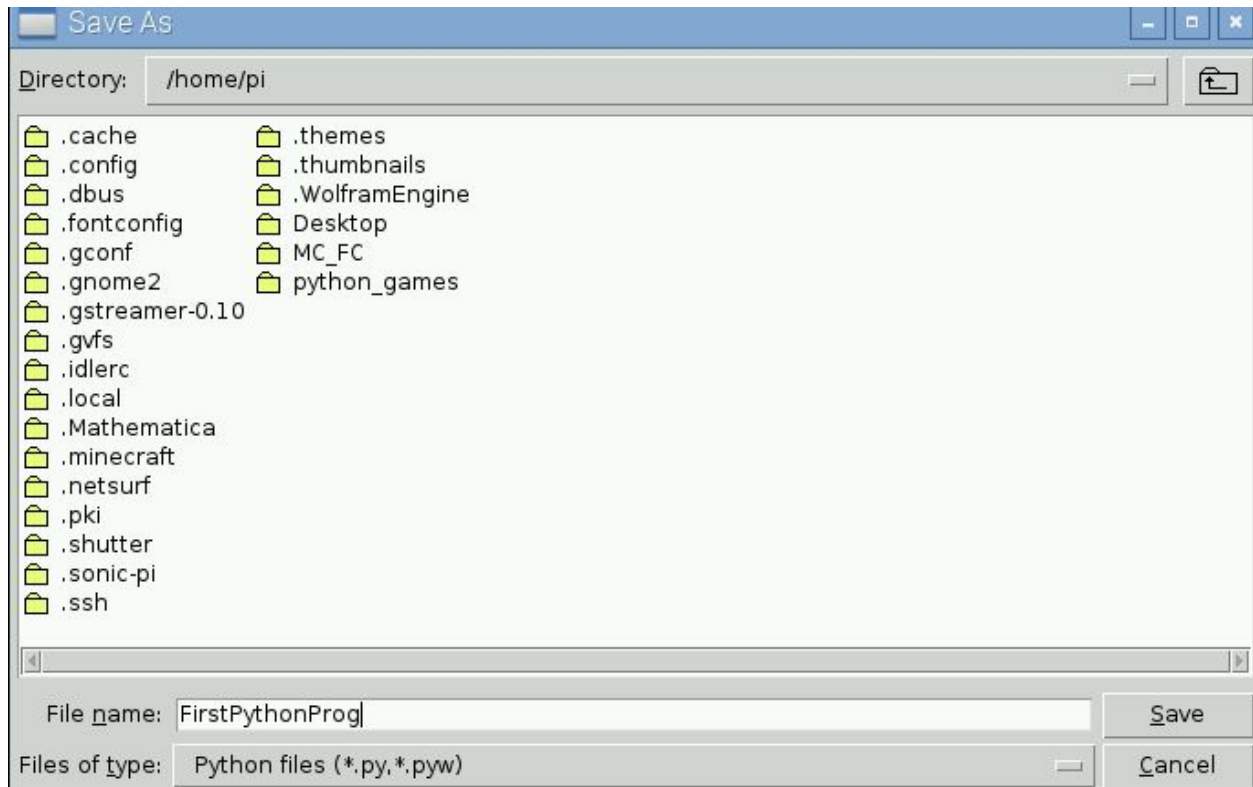 Save As
Directory: /home/pi
.cache .themes
.config .thumbnails
.dbus .WolframEngine
.fontconfig Desktop
.gconf MC_FC
.gnome2 python_games
.gstreamer-0.10
.gvfs
.idlerc
.local
.Mathematica
.minecraft
.netsurf
.pki
.shutter
.sonic-pi
.ssh
File name: FirstPythonProg Save
Files of type: Python files (*.py,*.pyw) Cancel